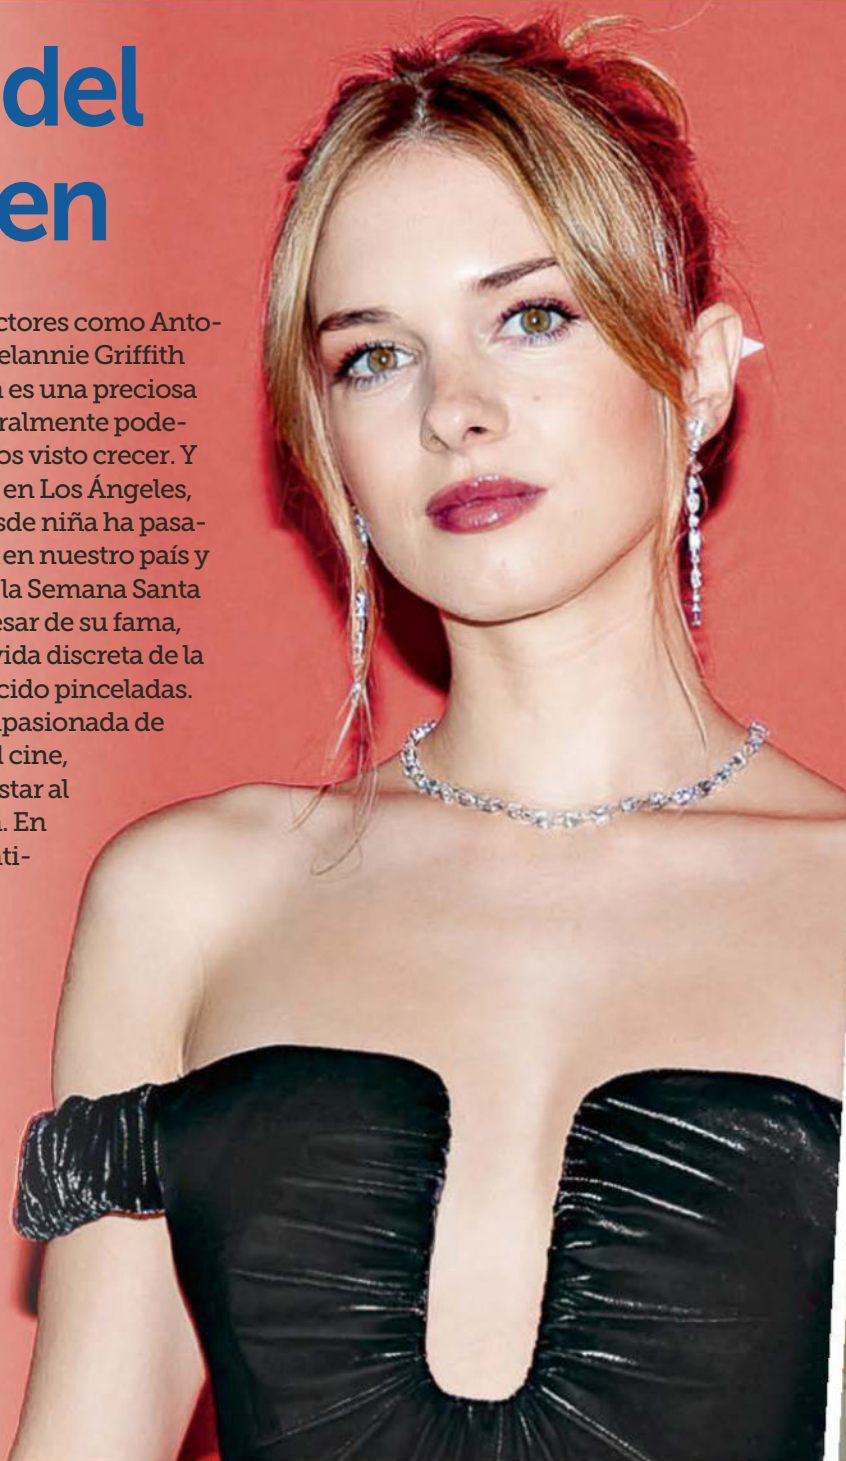 del
en
ctores como Anto-
elannie Griffith
es una preciosa
ralmente pode-
os visto crecer. Y
en Los Ángeles,
sde niña ha pasa-
en nuestro país y
la Semana Santa
esar de su fama,
vida discreta de la
cido pinceladas.
pasionada de
cine,
star al
. En
ti-